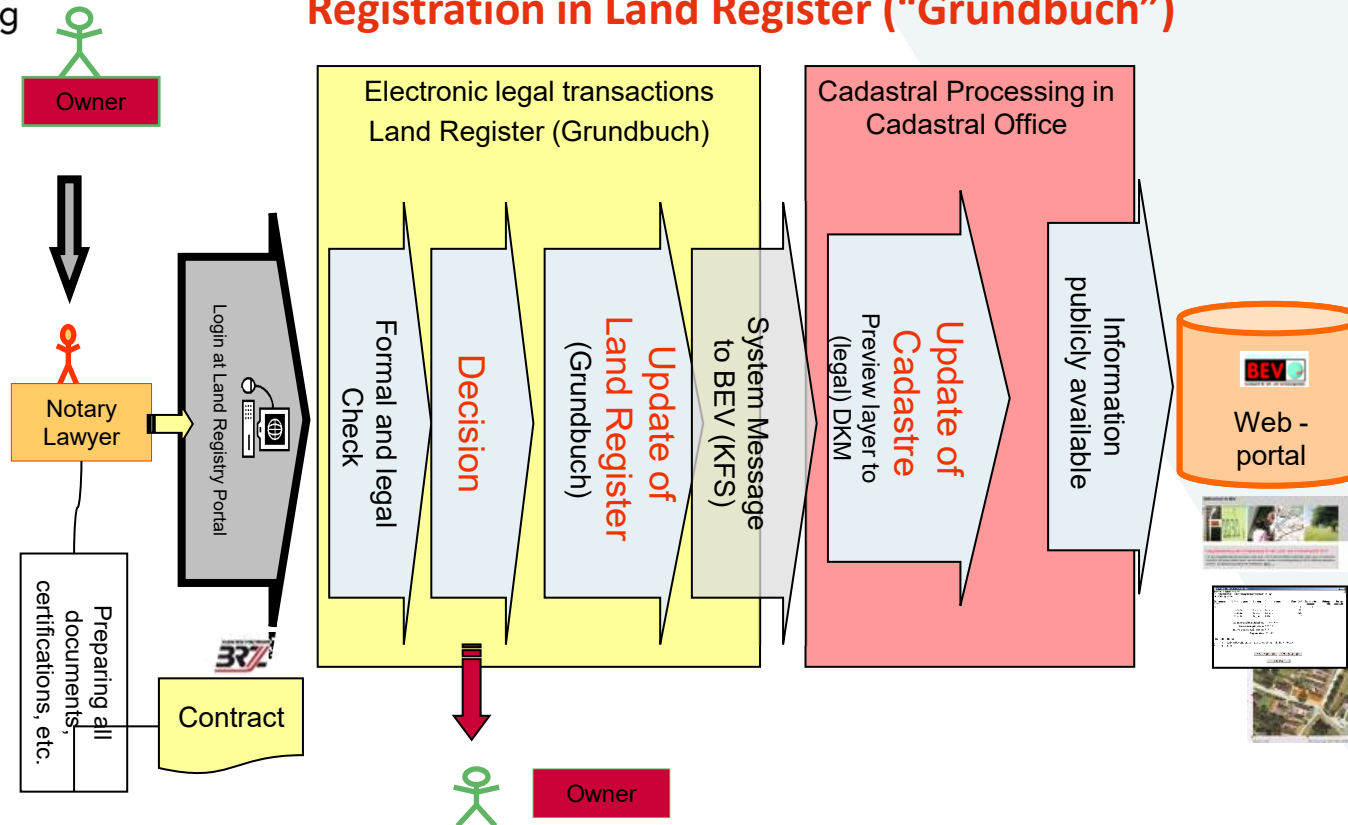 g
Registration in Land Register (“Grundbuch”)
Owner
Electronic legal transactions
Land Register (Grundbuch)
Cadastral Processing in
Cadastral Office
Notary
Lawyer
Login at Land Registry Portal
Formal and legal
Check
Decision
Update of
Land Register
(Grundbuch)
System Message
to BEV (KFS)
Update of
Cadastre
Preview layer to
(legal) DKM
Information
publicly available
BEV
Web -
portal
Preparing all
documents,
certifications, etc.
BRZ
Contract
Owner